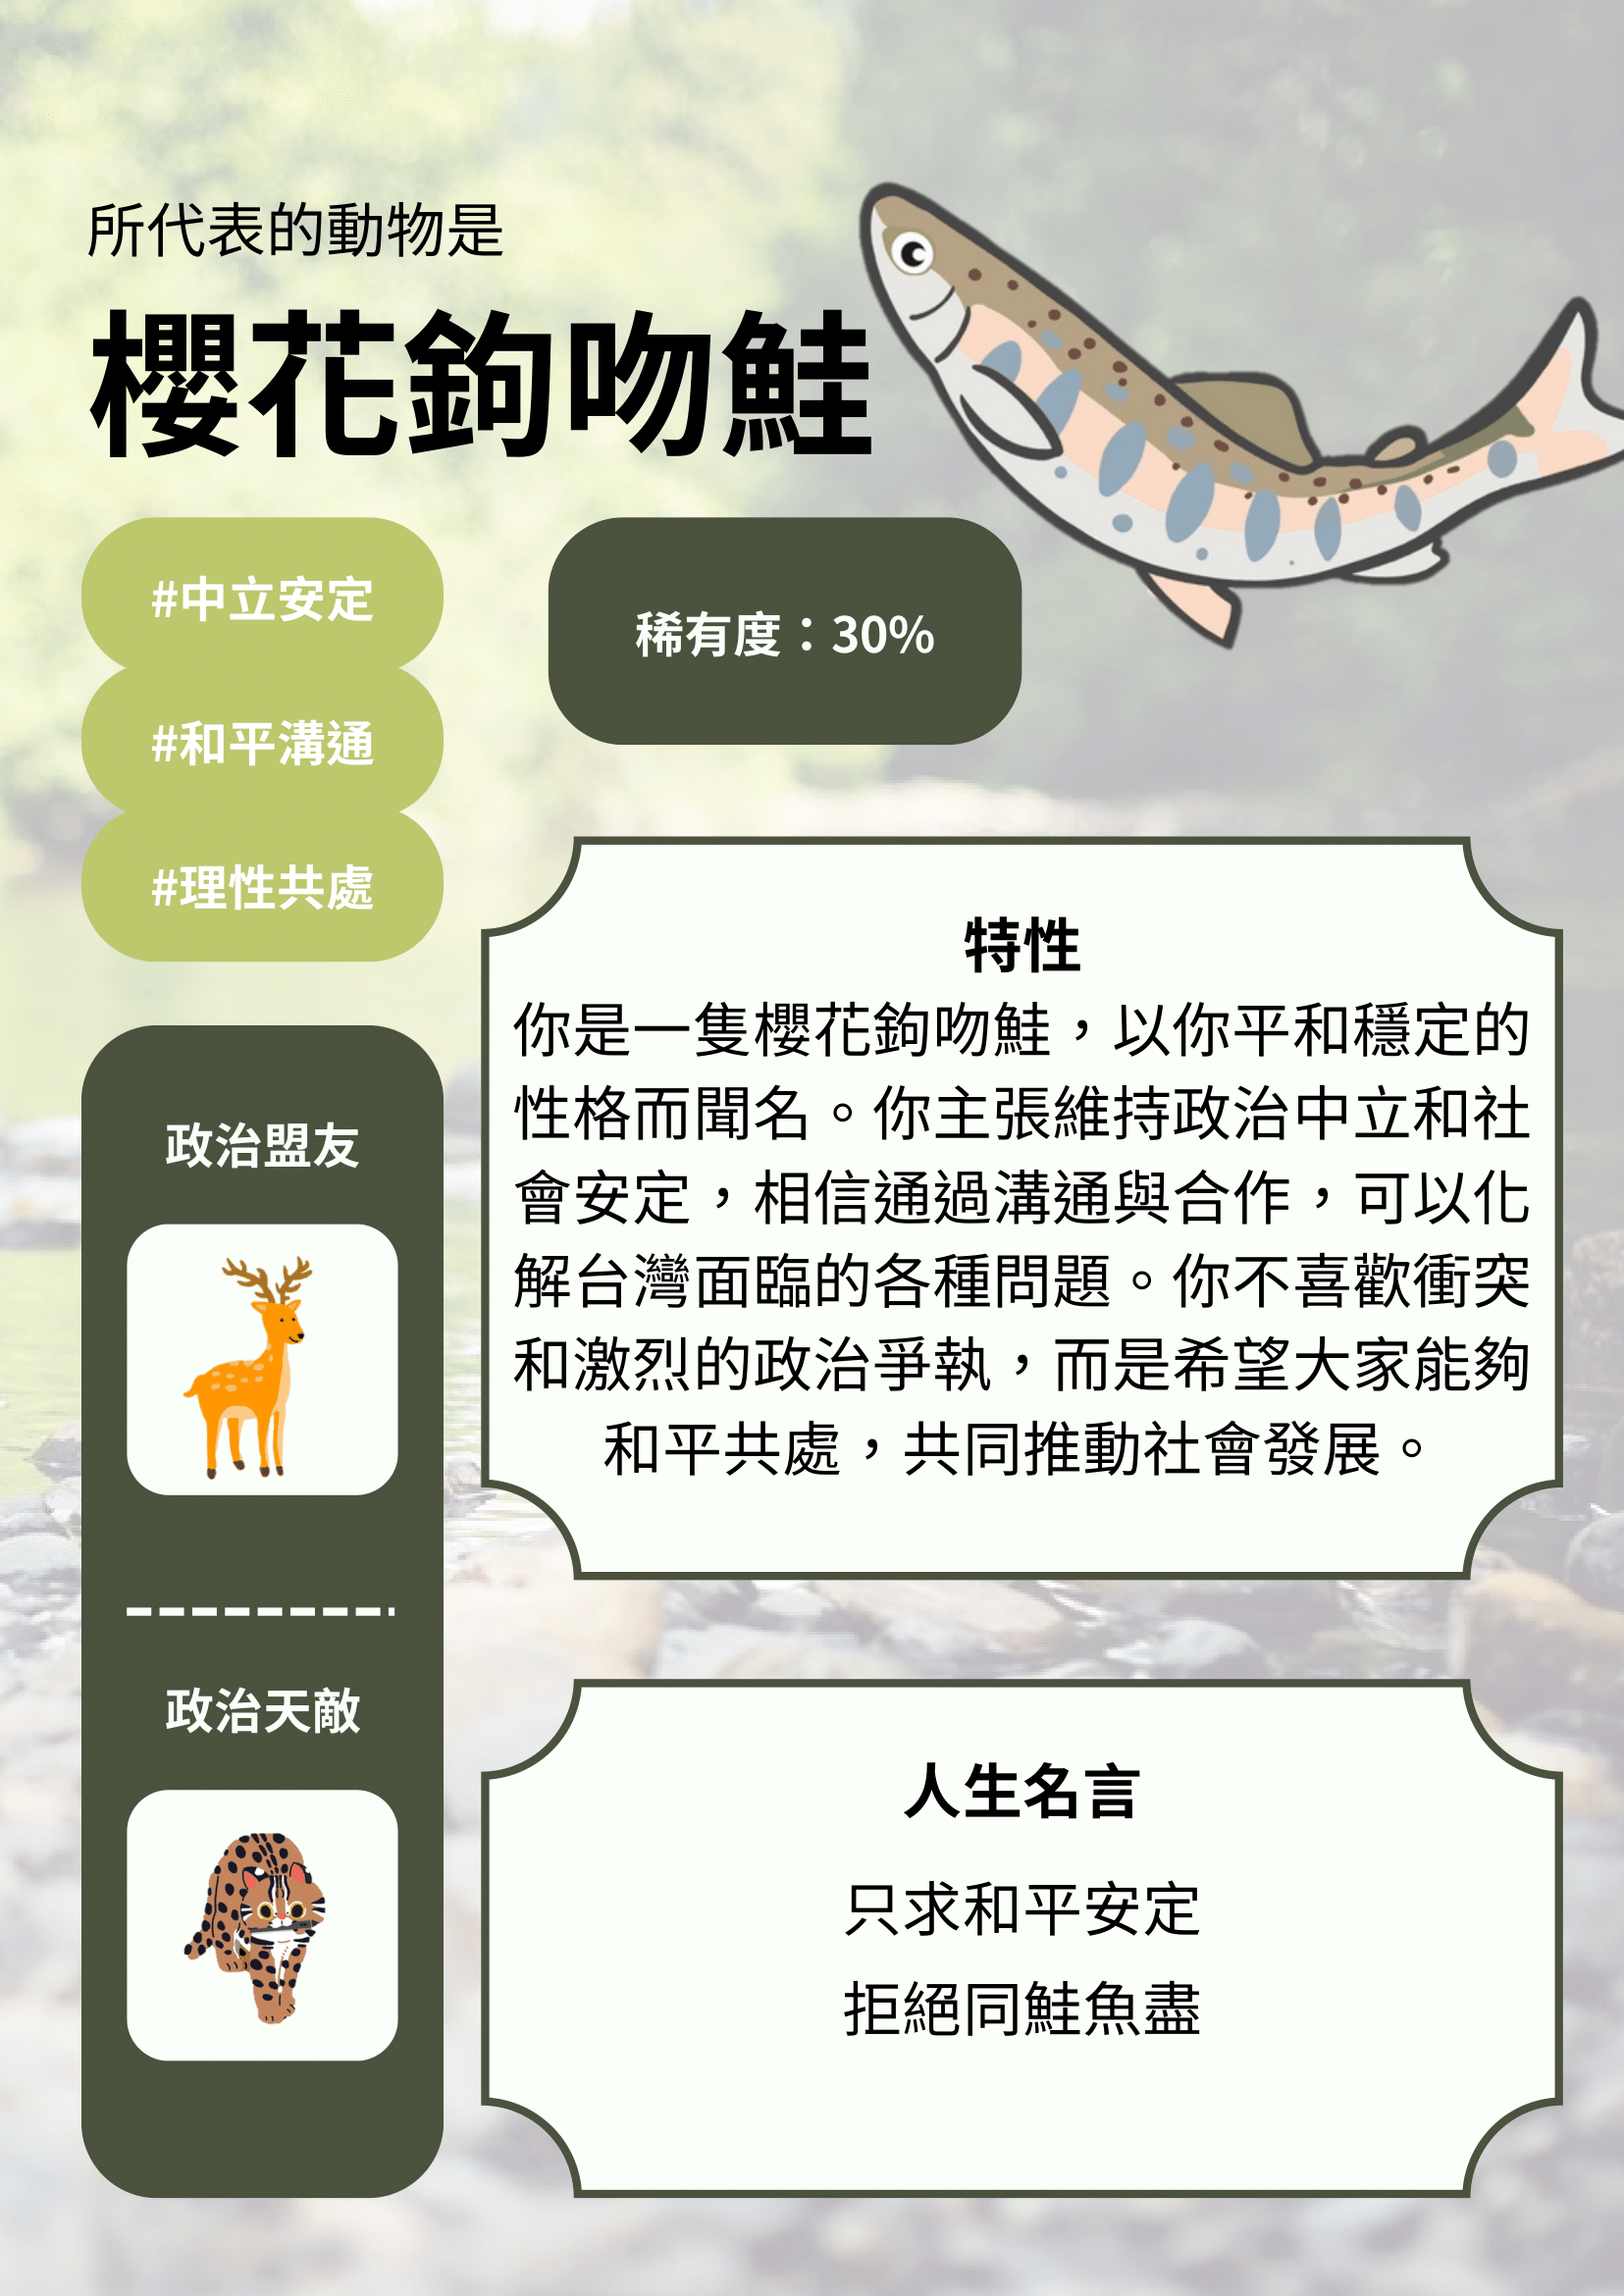 所代表的動物是
櫻花鉤吻鮭
#中立安定
#和平溝通
#理性共處
稀有度：30%
政治盟友
政治天敵
特性
你是一隻櫻花鉤吻鮭，以你平和穩定的
性格而聞名。你主張維持政治中立和社
會安定，相信通過溝通與合作，可以化
解台灣面臨的各種問題。你不喜歡衝突
和激烈的政治爭執，而是希望大家能夠
和平共處，共同推動社會發展。
人生名言
只求和平安定
拒絕同鮭魚盡